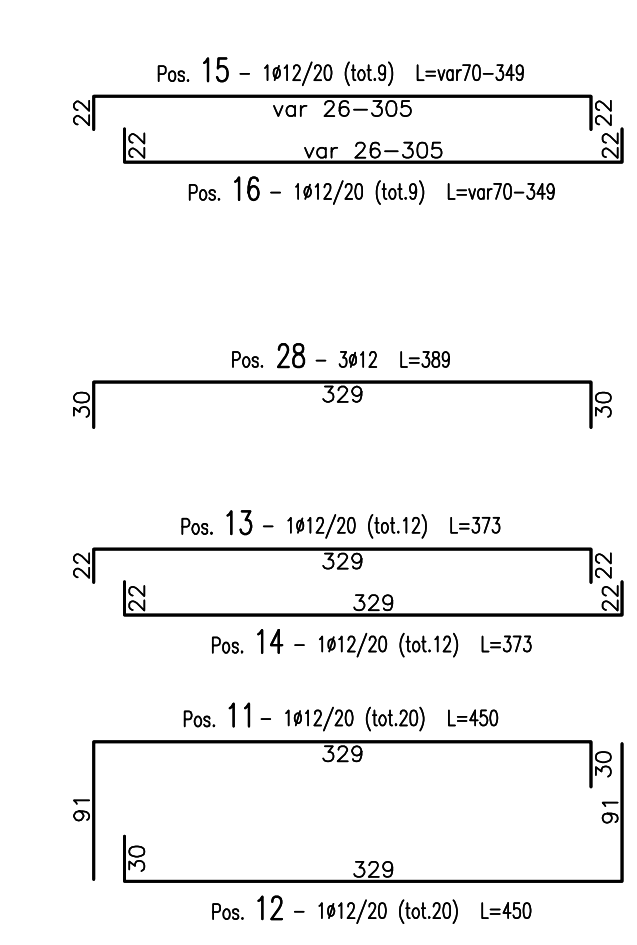 Pos. 15 - 1ø12/20 (tot.9) L=var70-349
22 var 26-305 22
22 var 26-305 22
Pos. 16 - 1ø12/20 (tot.9) L=var70-349
Pos. 28 - 3ø12 L=389
30 329 30
Pos. 13 - 1ø12/20 (tot.12) L=373
22 329 22
22 329 22
Pos. 14 - 1ø12/20 (tot.12) L=373
Pos. 11 - 1ø12/20 (tot.20) L=450
329 30
91 91
30 329
Pos. 12 - 1ø12/20 (tot.20) L=450